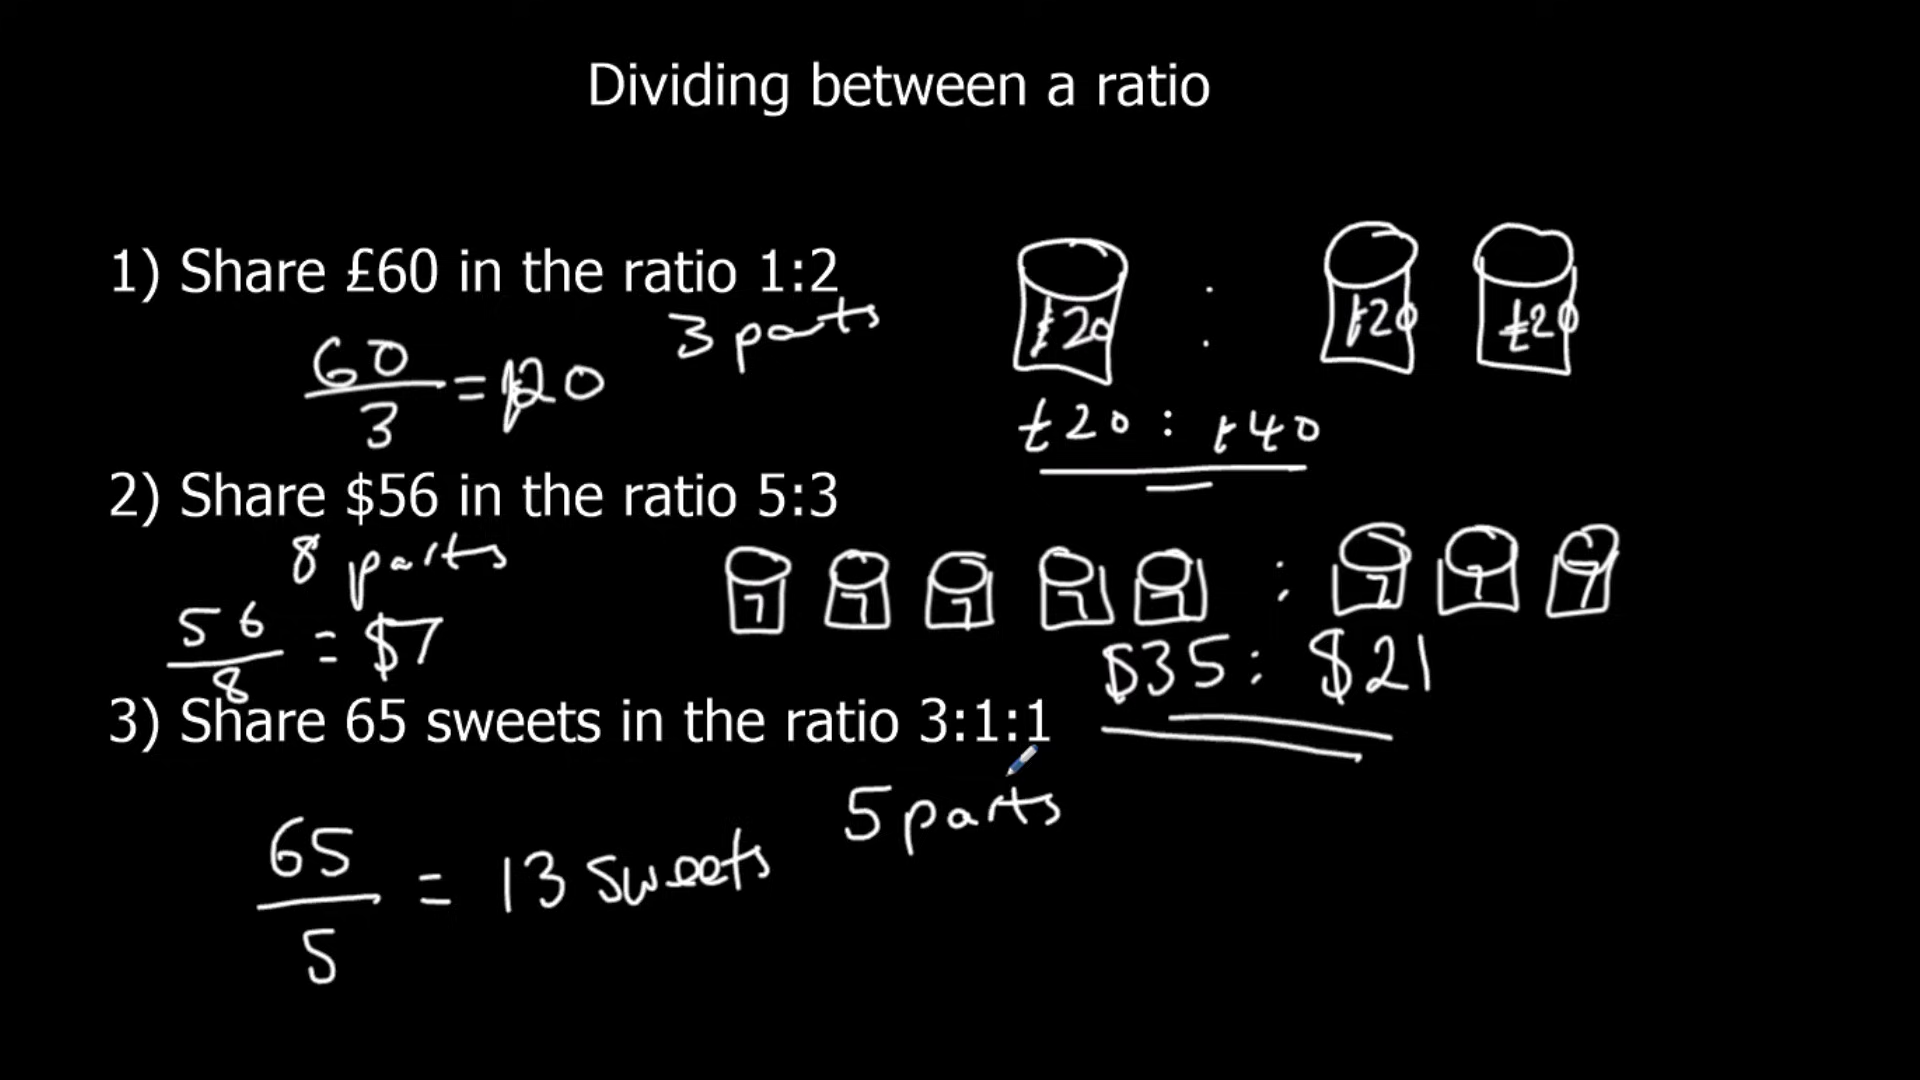 Dividing between a ratio
1) Share £60 in the ratio 1:2
3 parts
60
3
= £20
£20 : £20 £20
£20 : £40
2) Share $56 in the ratio 5:3
8 parts
56
8
= $7
7 7 7 7 7 : 7 7 7
$35 : $21
3) Share 65 sweets in the ratio 3:1:1
5 parts
65
5
= 13 sweets